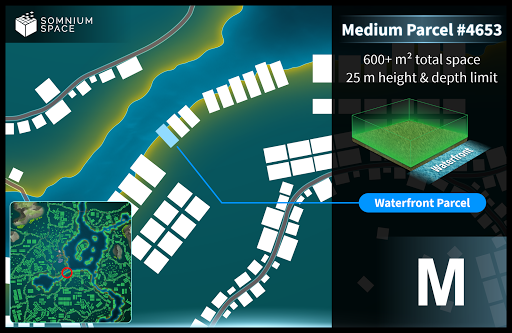 SOMNIUM
SPACE
Medium Parcel #4653
600+ m² total space
25 m height & depth limit
Waterfront
Waterfront Parcel
M